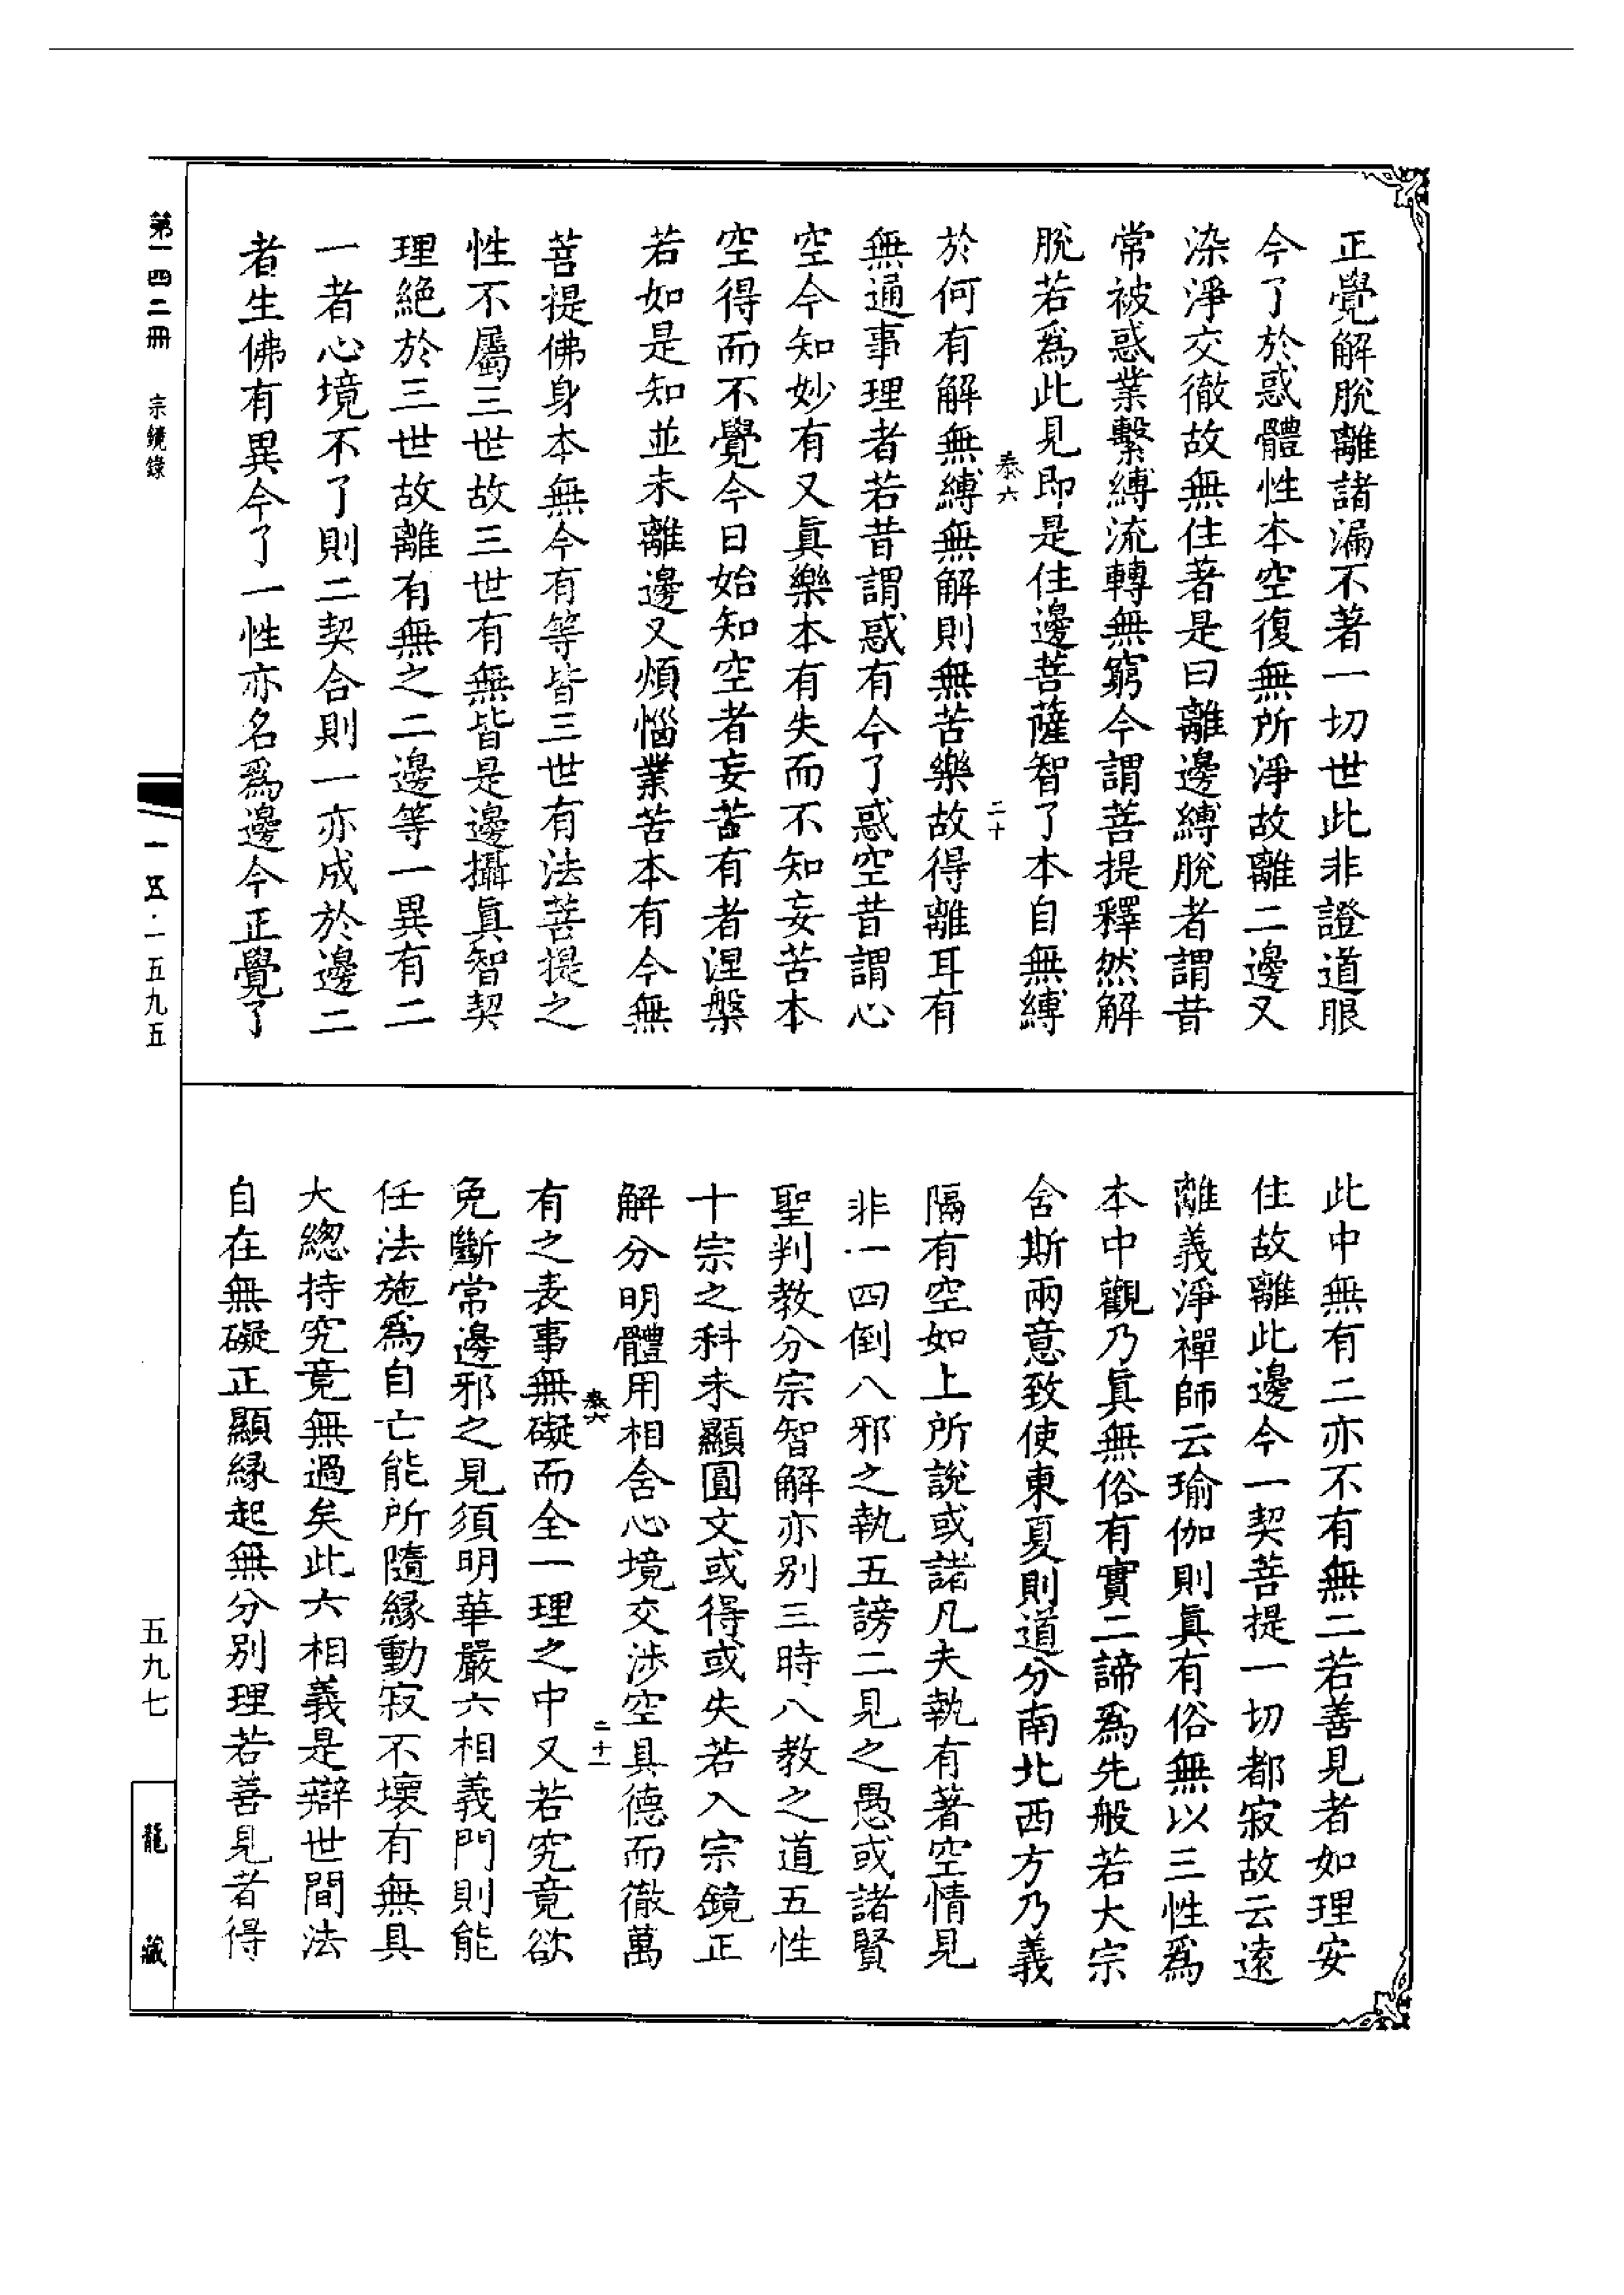 正覺解脫離諸漏不著一切世此非證道眼
今了於惑體性本空復無所淨故離二邊又
染淨交徹故無住著是曰離邊縛脫者謂昔
常被惑業繫縛流轉無窮今謂菩提釋然解
脫若爲此見即是住邊菩薩智了本自無縛
泰六
二十
於何有解無縛無解則無苦樂故得離耳有
無通事理者若昔謂惑有今了惑空昔謂心
空今知妙有又眞樂本有失而不知妄苦本
空得而不覺今日始知空者妄苦有者涅槃
若如是知並未離邊又煩惱業苦本有今無
菩提佛身本無今有等皆三世有法菩提之
性不屬三世故三世有無皆是邊攝眞智契
理絕於三世故離有無之二邊等一異有二
一者心境不了則二契合則一亦成於邊二
者生佛有異今了一性亦名爲邊今正覺了
此中無有二亦不有無二若善見者如理安
住故離此邊今一契菩提一切都寂故云遠
離義淨禪師云瑜伽則眞有俗無以三性爲
本中觀乃眞無俗有實二諦爲先般若大宗
含斯兩意致使東夏則道分南北西方乃義
隔有空如上所說或諸凡夫執有著空情見
非一四倒八邪之執五謗二見之愚或諸賢
聖判教分宗智解亦别三時八教之道五性
十宗之科未顯圓文或得或失若入宗鏡正
解分明體用相含心境交涉空具德而徹萬
泰六
二十一
有之表事無礙而全一理之中又若究竟欲
免斷常邊邪之見須明華嚴六相義門則能
任法施爲自亡能所隨緣動寂不壞有無具
大總持究竟無過矣此六相義是辯世間法
自在無礙正顯緣起無分別理若善見者得
第一四二冊
宗鏡錄
一五·一五九五
五九七
龍藏